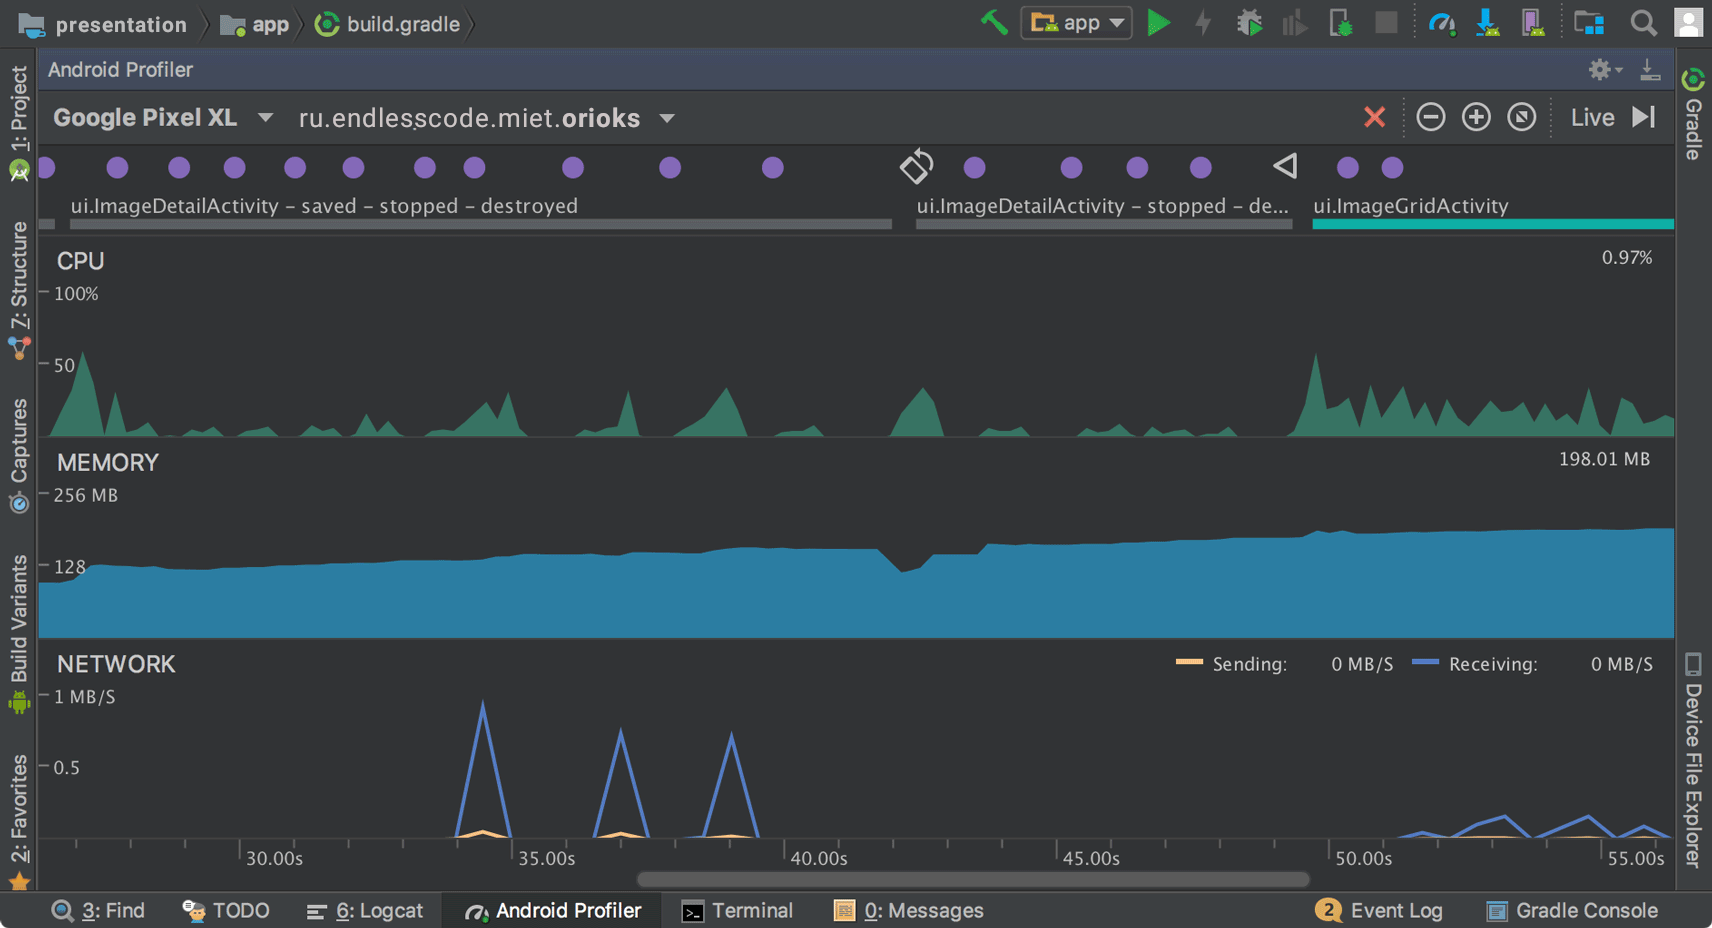 presentation app build.gradle app
Android Profiler
Google Pixel XL ru.endlesscode.miet.orioks Live
ui.ImageDetailActivity – saved – stopped – destroyed ui.ImageDetailActivity – stopped – de... ui.ImageGridActivity
CPU 0.97%
100%
50
MEMORY 198.01 MB
256 MB
128
NETWORK Sending: 0 MB/S Receiving: 0 MB/S
1 MB/S
0.5
30.00s 35.00s 40.00s 45.00s 50.00s 55.00s
1: Project
7: Structure
Captures
Build Variants
2: Favorites
Gradle
Device File Explorer
3: Find TODO 6: Logcat Android Profiler Terminal 0: Messages 2 Event Log Gradle Console